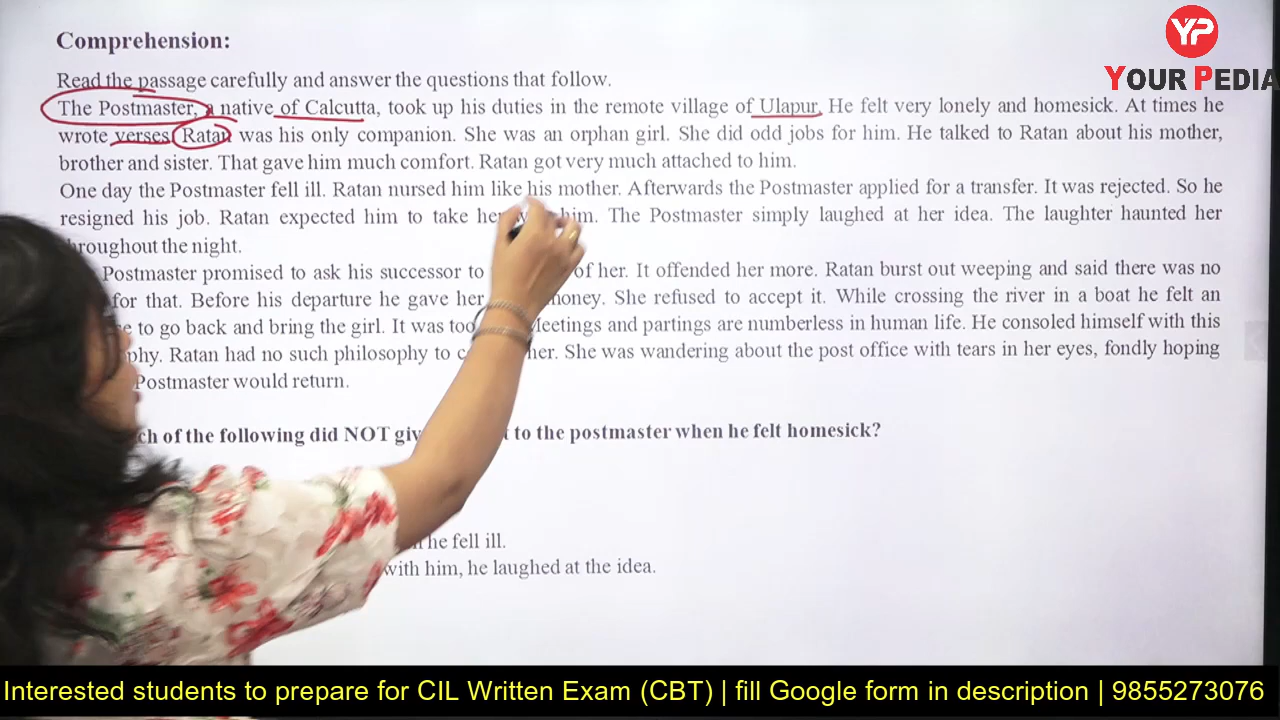 Comprehension:
YP
YOUR PEDIA
Read the passage carefully and answer the questions that follow.
The Postmaster, a native of Calcutta, took up his duties in the remote village of Ulapur. He felt very lonely and homesick. At times he
wrote verses. Ratan was his only companion. She was an orphan girl. She did odd jobs for him. He talked to Ratan about his mother,
brother and sister. That gave him much comfort. Ratan got very much attached to him.
One day the Postmaster fell ill. Ratan nursed him like his mother. Afterwards the Postmaster applied for a transfer. It was rejected. So he
resigned his job. Ratan expected him to take her him. The Postmaster simply laughed at her idea. The laughter haunted her
throughout the night.
Postmaster promised to ask his successor to of her. It offended her more. Ratan burst out weeping and said there was no
for that. Before his departure he gave her money. She refused to accept it. While crossing the river in a boat he felt an
to go back and bring the girl. It was too Meetings and partings are numberless in human life. He consoled himself with this
Ratan had no such philosophy to her. She was wandering about the post office with tears in her eyes, fondly hoping
Postmaster would return.
of the following did NOT to the postmaster when he felt homesick?
he fell ill.
with him, he laughed at the idea.
Interested students to prepare for CIL Written Exam (CBT) | fill Google form in description | 9855273076